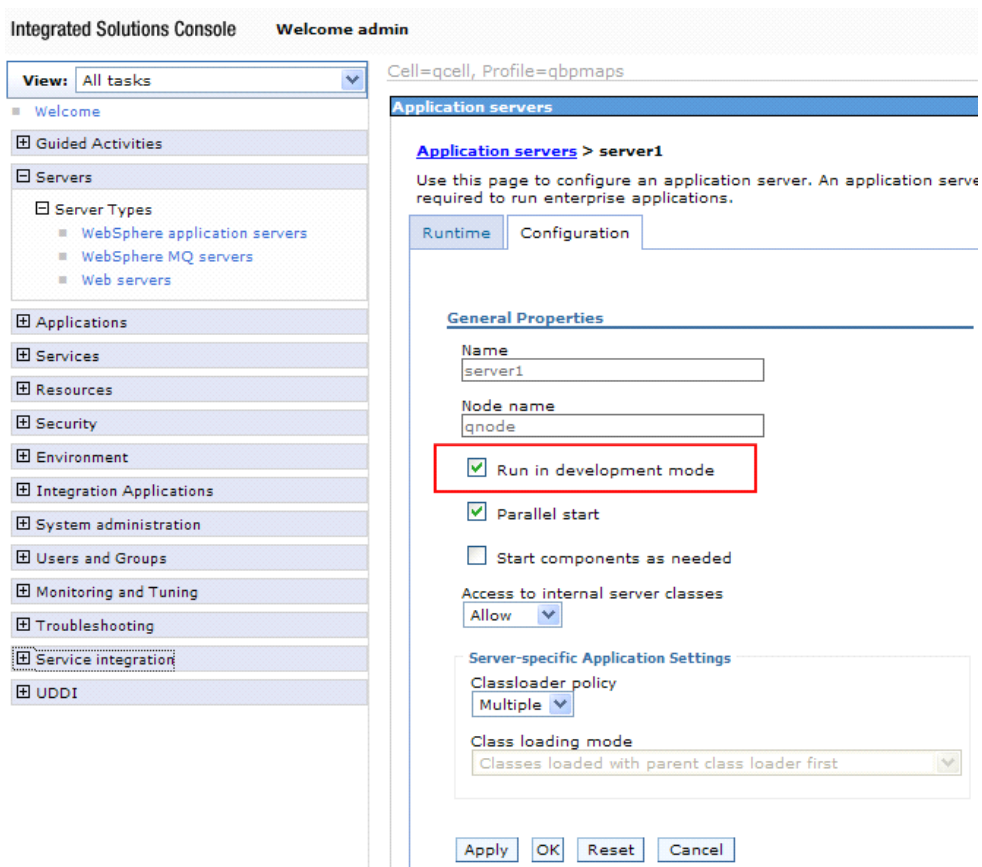 Integrated Solutions Console Welcome admin
View: All tasks
Welcome
Guided Activities
Servers
Server Types
WebSphere application servers
WebSphere MQ servers
Web servers
Applications
Services
Resources
Security
Environment
Integration Applications
System administration
Users and Groups
Monitoring and Tuning
Troubleshooting
Service integration
UDDI
Cell=qcell, Profile=qbpmaps
Application servers
Application servers > server1
Use this page to configure an application server. An application serve
required to run enterprise applications.
Runtime Configuration
General Properties
Name
server1
Node name
qnode
Run in development mode
Parallel start
Start components as needed
Access to internal server classes
Allow
Server-specific Application Settings
Classloader policy
Multiple
Class loading mode
Classes loaded with parent class loader first
Apply OK Reset Cancel